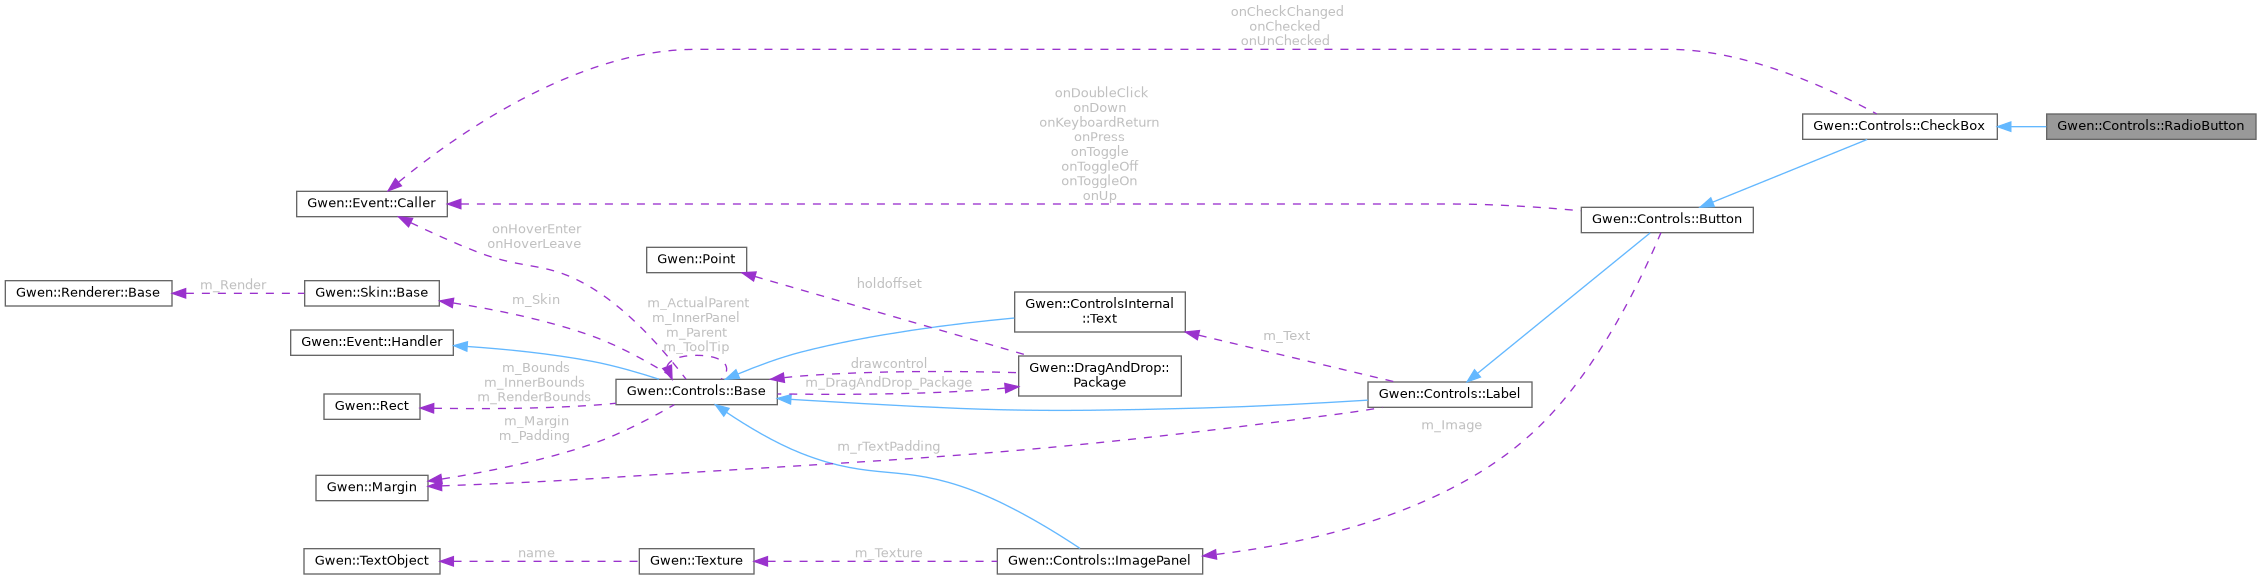 onCheckChanged
onChecked
onUnChecked
onDoubleClick
onDown
onKeyboardReturn
onPress
onToggle
onToggleOff
onToggleOn
onUp
Gwen::Controls::CheckBox
Gwen::Controls::RadioButton
Gwen::Event::Caller
Gwen::Controls::Button
onHoverEnter
onHoverLeave
Gwen::Point
holdoffset
Gwen::Renderer::Base
m_Render
Gwen::Skin::Base
m_Skin
m_ActualParent
m_InnerPanel
m_Parent
m_ToolTip
Gwen::ControlsInternal
::Text
m_Text
Gwen::Event::Handler
m_Bounds
m_InnerBounds
m_RenderBounds
drawcontrol
m_DragAndDrop_Package
Gwen::DragAndDrop::
Package
Gwen::Controls::Base
Gwen::Controls::Label
Gwen::Rect
m_Margin
m_Padding
m_Image
m_rTextPadding
Gwen::Margin
Gwen::TextObject
name
Gwen::Texture
m_Texture
Gwen::Controls::ImagePanel